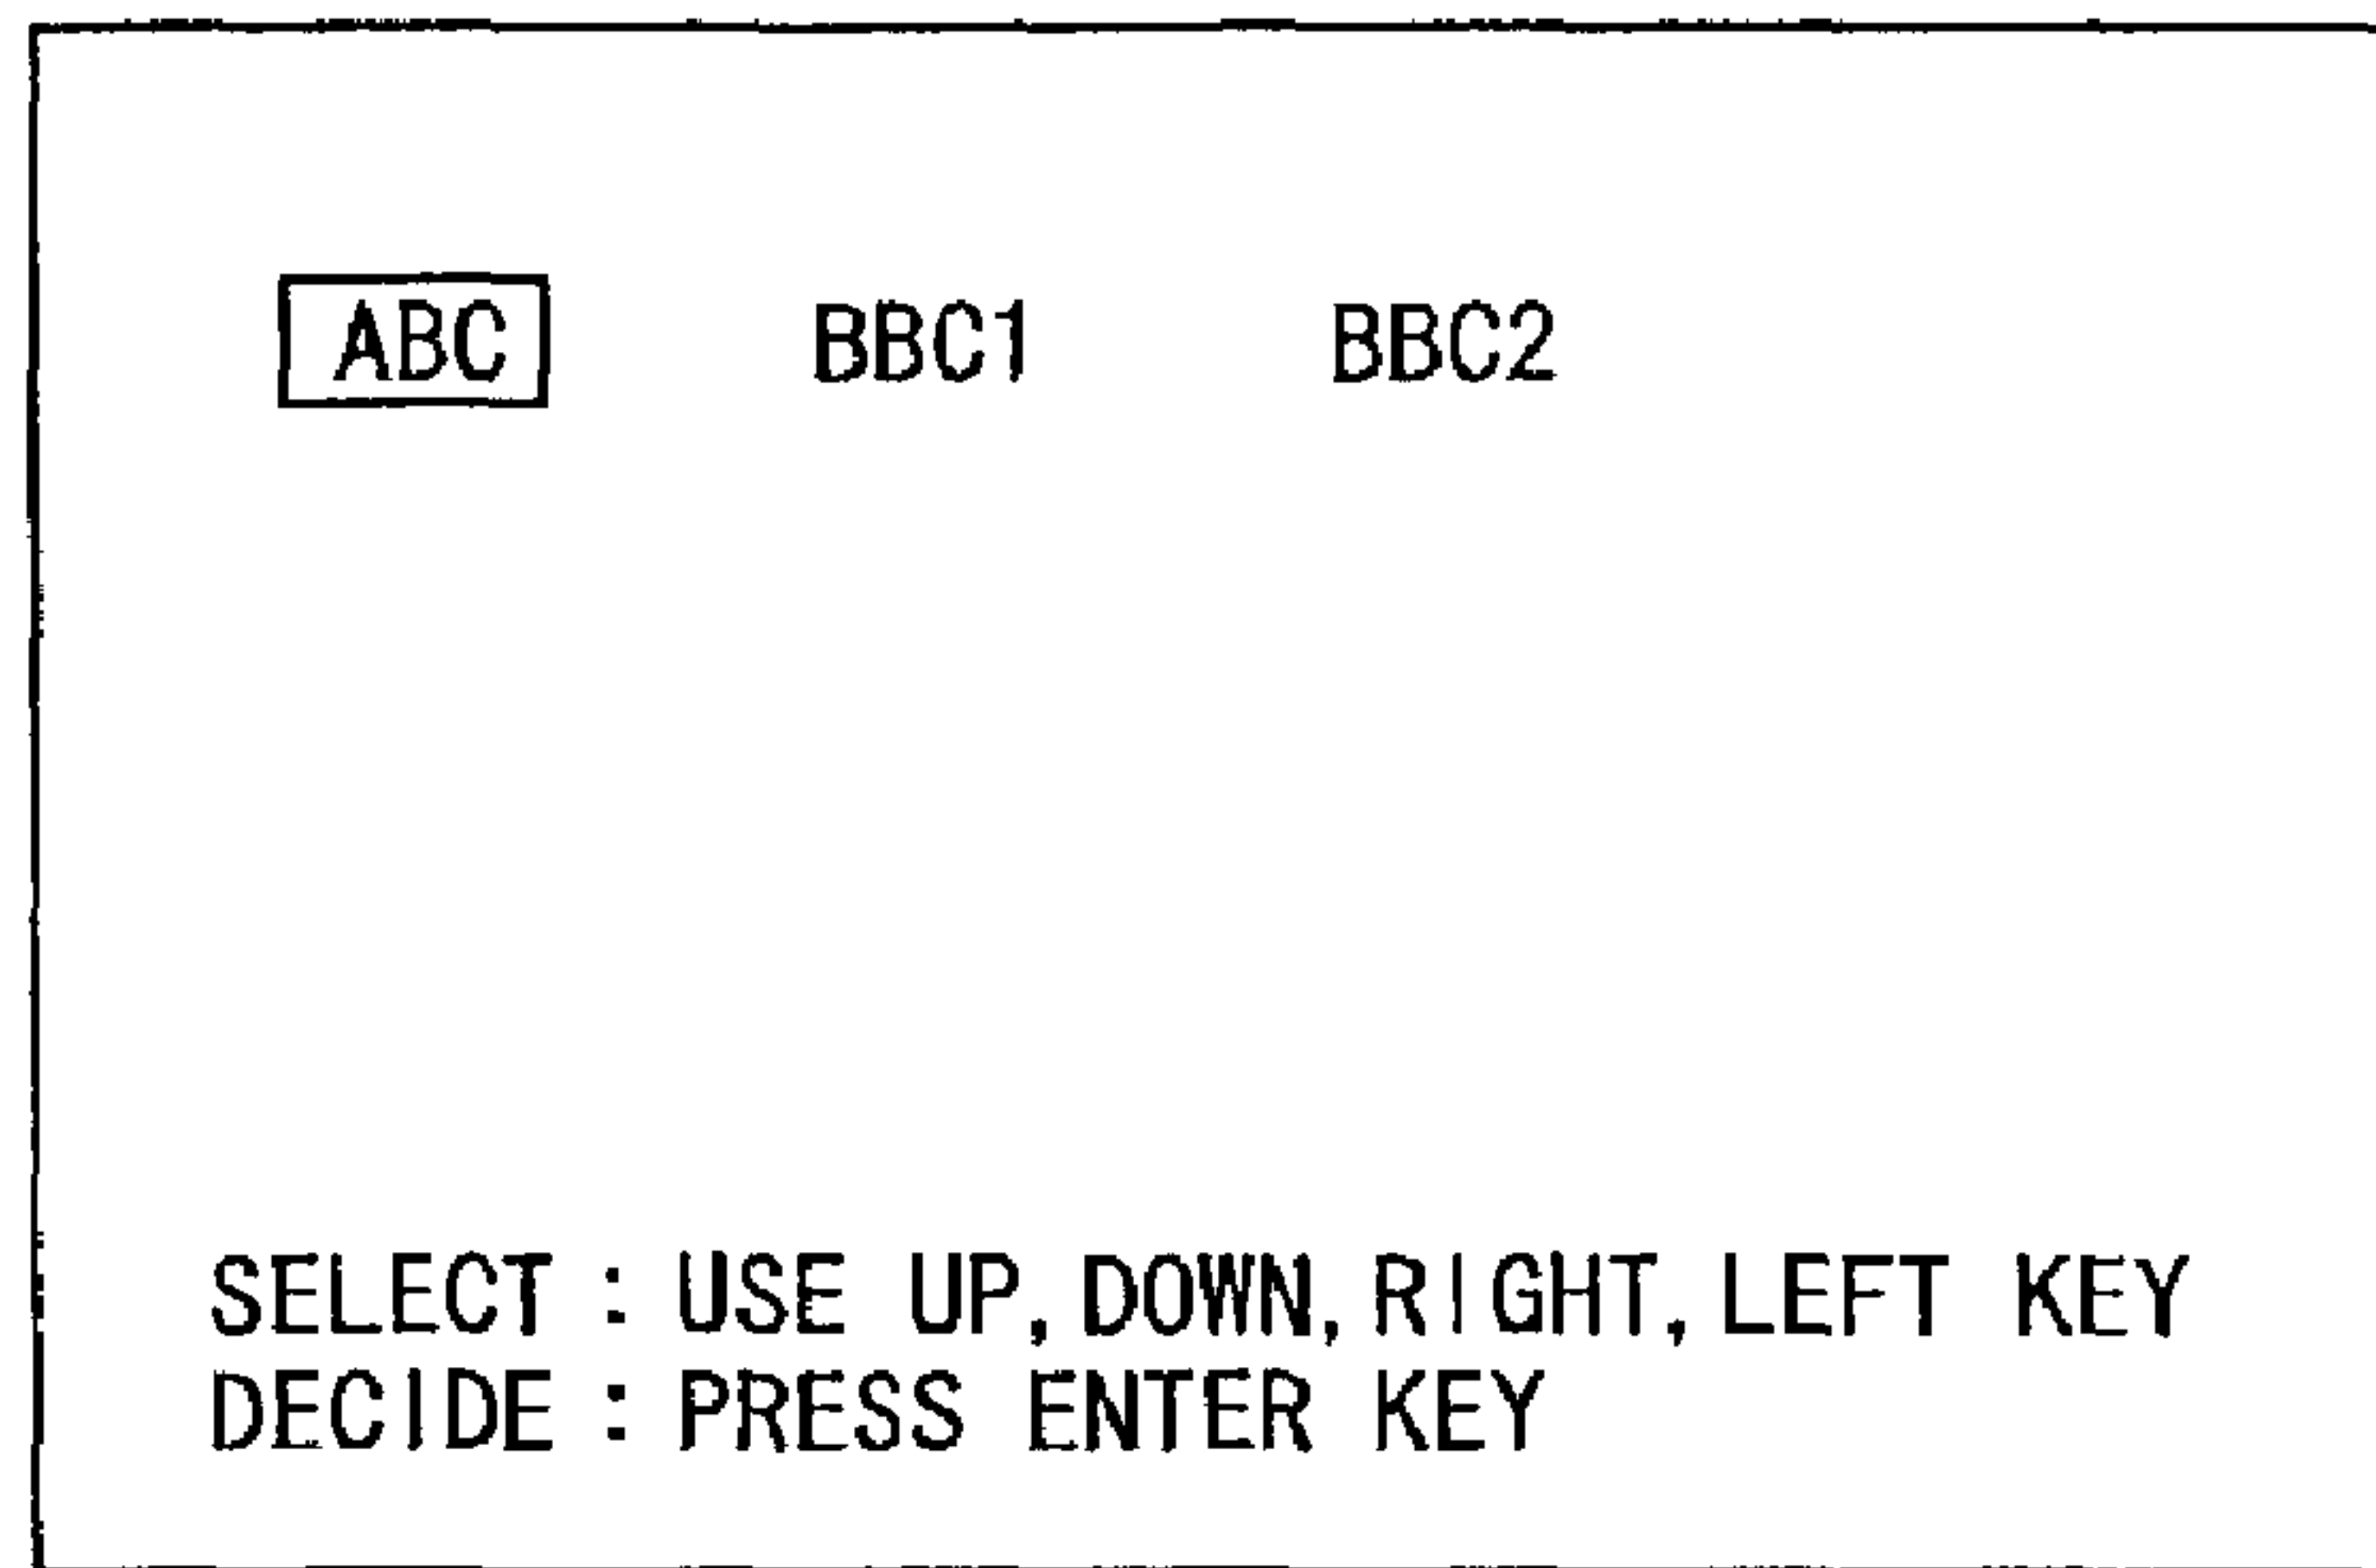 ABC BBC1 BBC2
SELECT : USE UP, DOWN, RIGHT, LEFT KEY
DECIDE : PRESS ENTER KEY